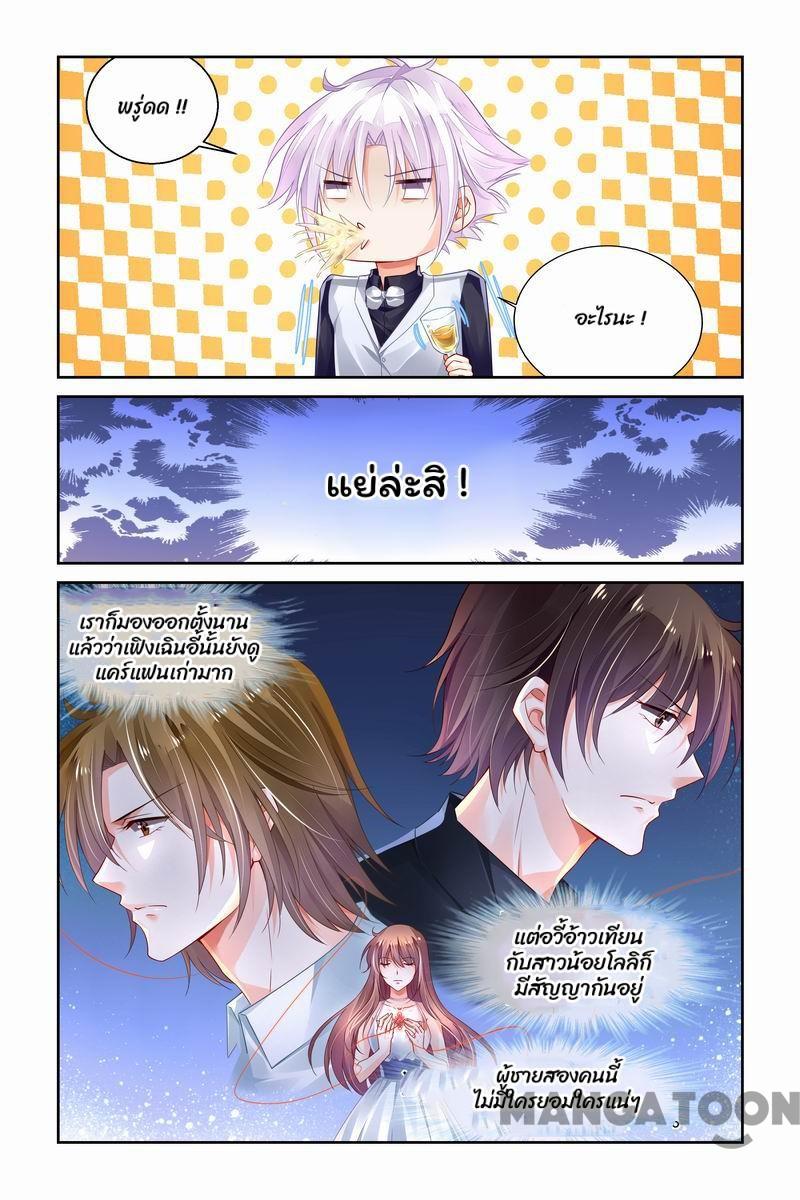 พรู่ดด !!
อะไรนะ !
แย่ล่ะสิ !
เราก็มองออกตั้งนาน
แล้วว่าเฟิงเฉินอี้นั้นยังดู
แคร์แฟนเก่ามาก
แต่อวี้อ้าวเทียน
กับสาวน้อยโลลิก็
มีสัญญากันอยู่
ผู้ชายสองคนนี้
ไม่มีใครยอมใครแน่ๆ
MANGATOON